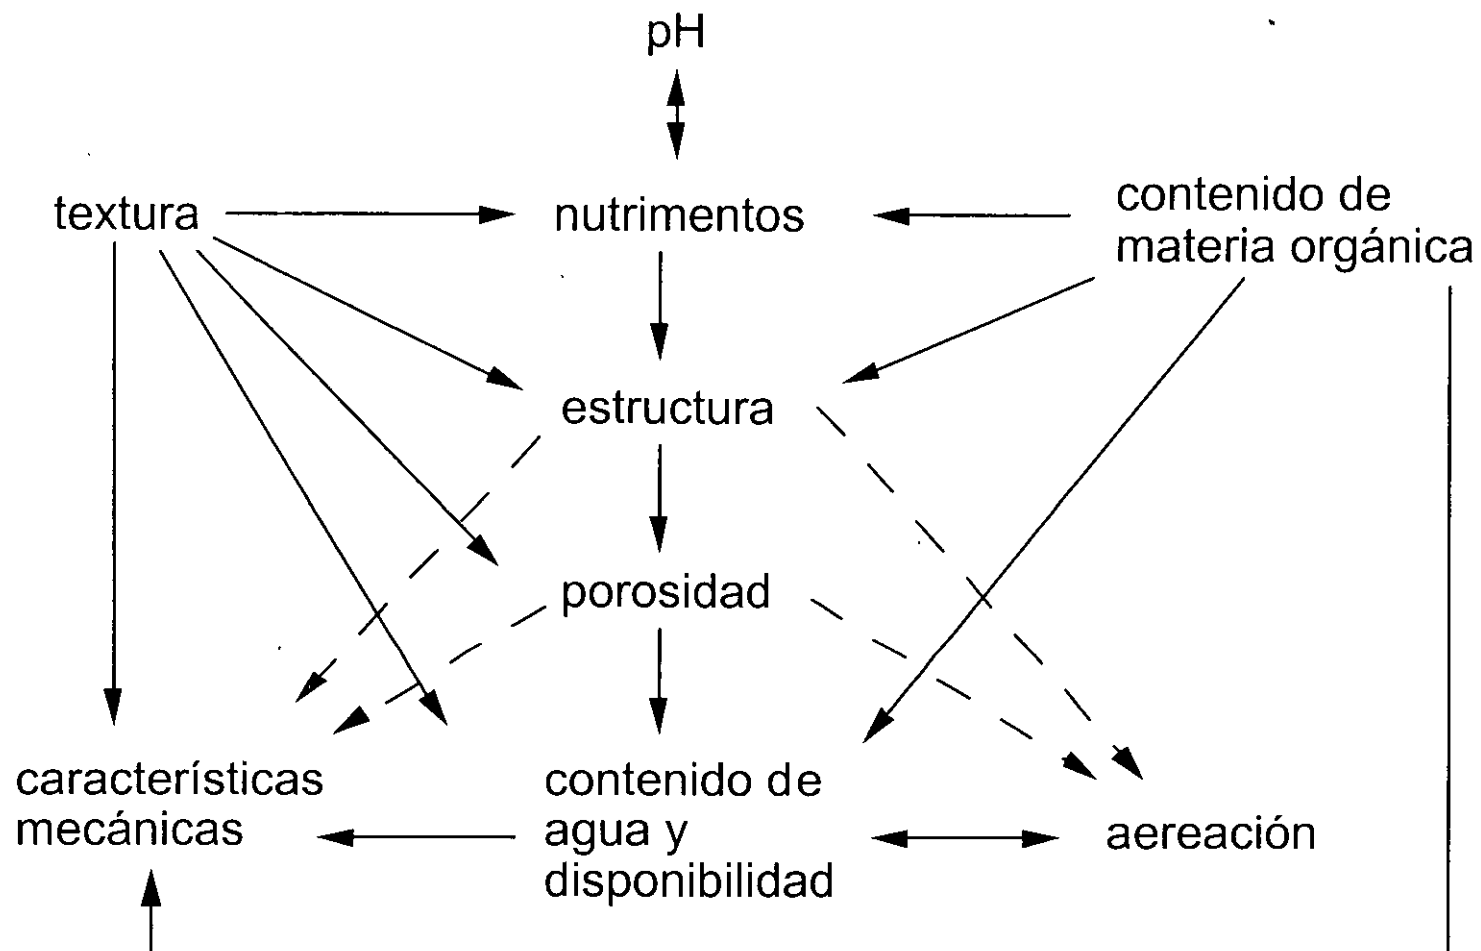 pH
textura
nutrimentos
contenido de
materia orgánica
estructura
porosidad
características
mecánicas
contenido de
agua y
disponibilidad
aereación